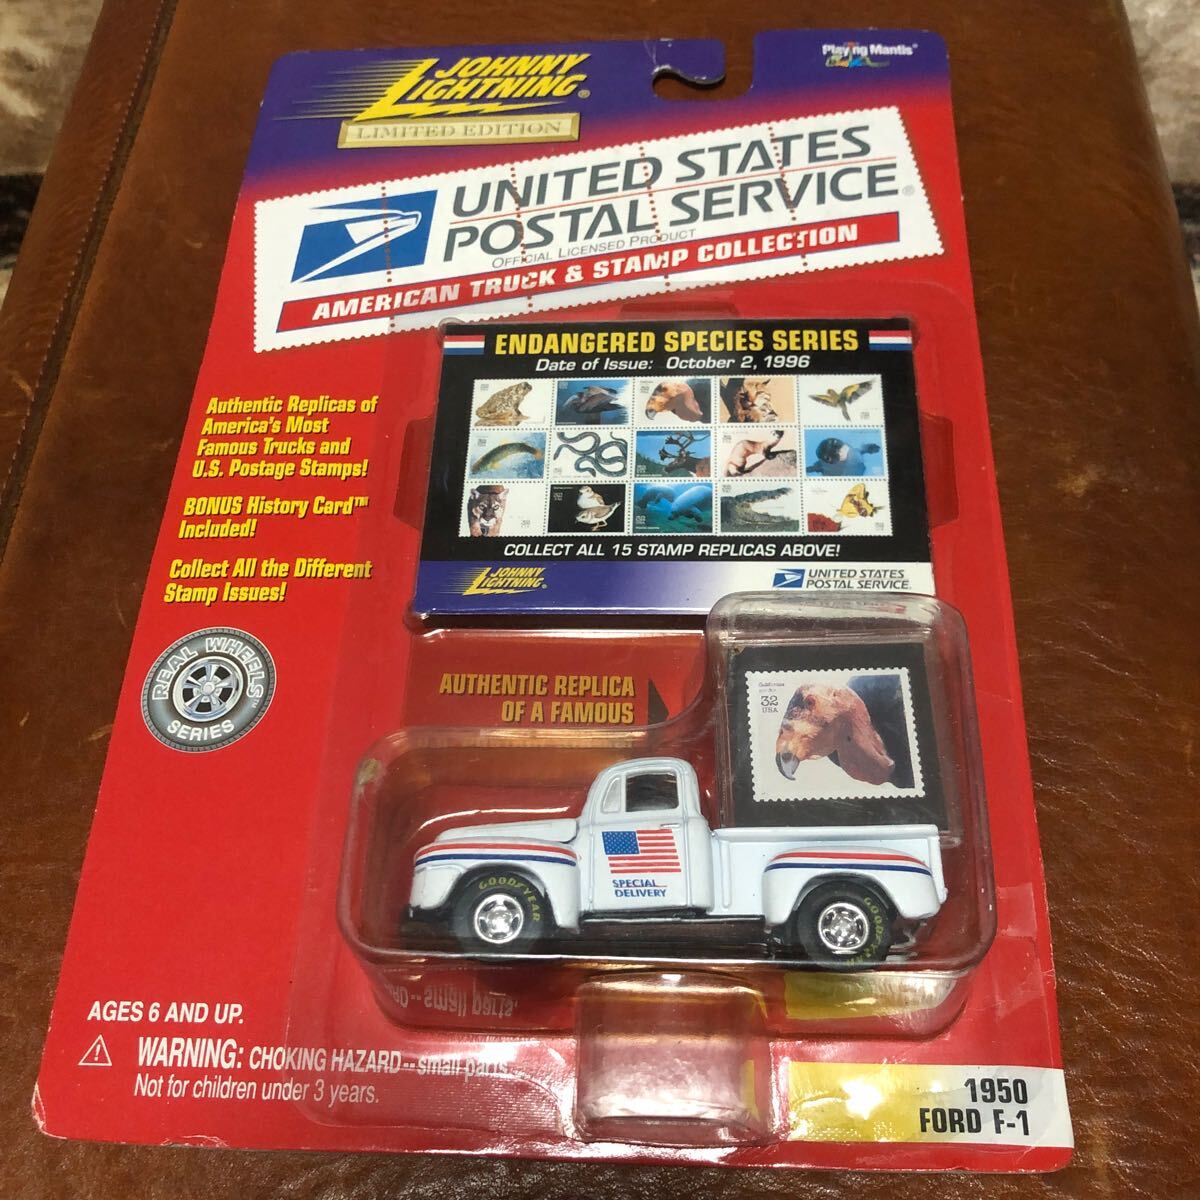 JOHNNY
LIGHTNING®
LIMITED EDITION
Playing Mantis®
UNITED STATES
POSTAL SERVICE®
OFFICIAL LICENSED PRODUCT
AMERICAN TRUCK & STAMP COLLECTION
ENDANGERED SPECIES SERIES
Date of Issue: October 2, 1996
COLLECT ALL 15 STAMP REPLICAS ABOVE!
JOHNNY
LIGHTNING®
UNITED STATES
POSTAL SERVICE®
Authentic Replicas of
America's Most
Famous Trucks and
U.S. Postage Stamps!
BONUS History Card™
Included!
Collect All the Different
Stamp Issues!
REAL WHEELS™
SERIES
AUTHENTIC REPLICA
OF A FAMOUS
California
32
USA
SPECIAL
DELIVERY
GOODYEAR
GOODYEAR
AGES 6 AND UP.
WARNING: CHOKING HAZARD--small parts
Not for children under 3 years.
1950
FORD F-1